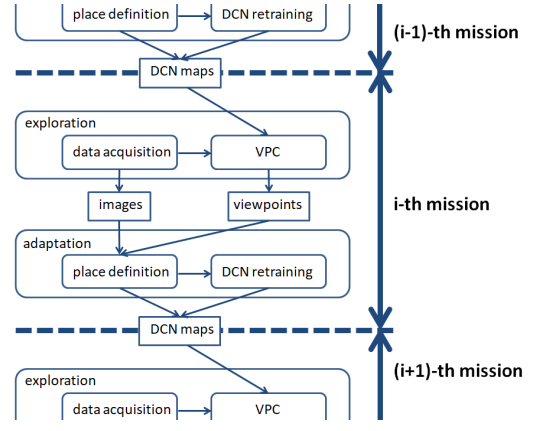 place definition
DCN retraining
(i-1)-th mission
DCN maps
exploration
data acquisition
VPC
images
viewpoints
i-th mission
adaptation
place definition
DCN retraining
DCN maps
(i+1)-th mission
exploration
data acquisition
VPC